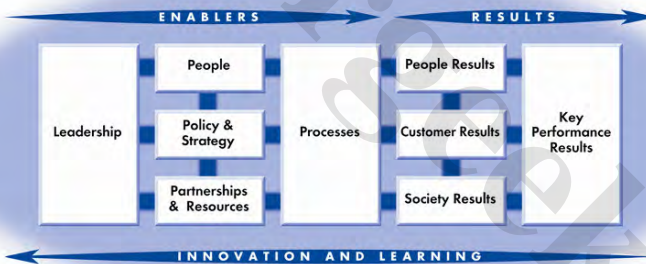 ENABLERS
RESULTS
Leadership
People
Policy &
Strategy
Partnerships
& Resources
Processes
People Results
Customer Results
Society Results
Key
Performance
Results
INNOVATION AND LEARNING